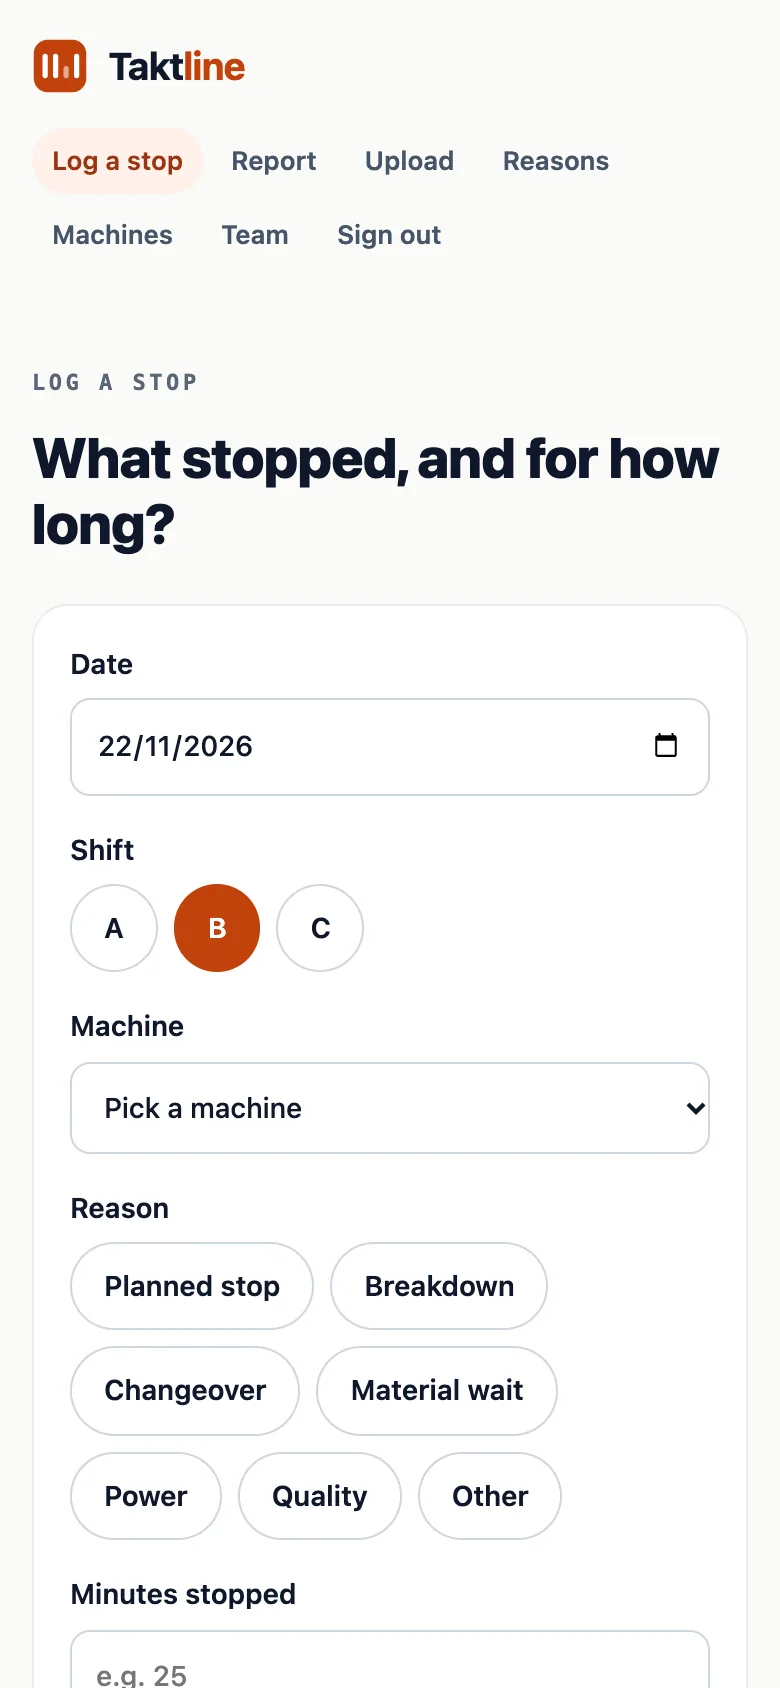 Taktline
Log a stop Report Upload Reasons
Machines Team Sign out
LOG A STOP
What stopped, and for how
long?
Date
22/11/2026
Shift
A B C
Machine
Pick a machine
Reason
Planned stop Breakdown
Changeover Material wait
Power Quality Other
Minutes stopped
e.g. 25